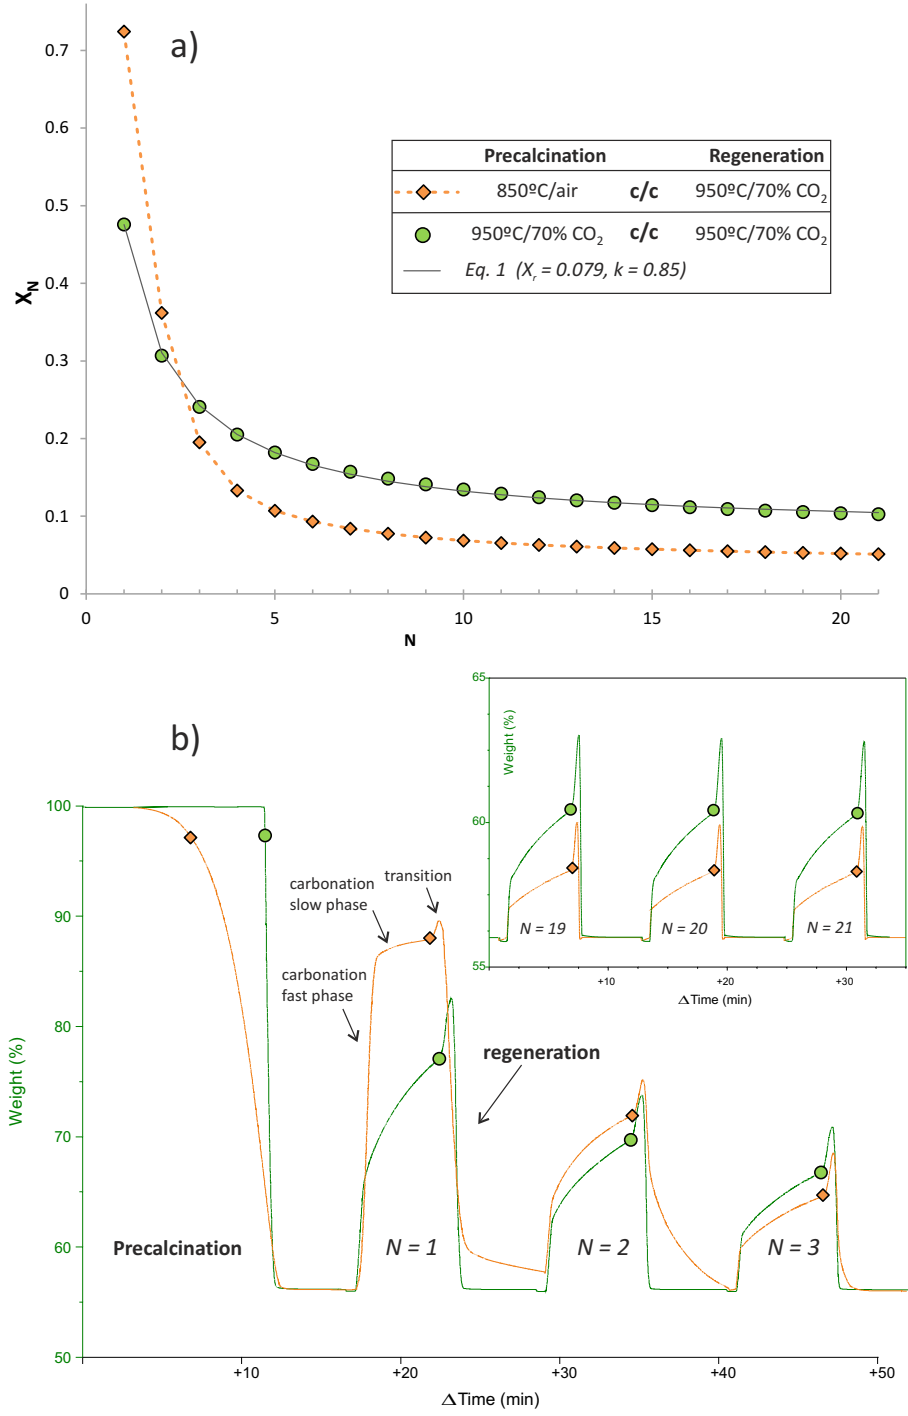 a)
0.7
0.6
0.5
0.4
0.3
0.2
0.1
0
X_N
0 5 10 15 20
N
Precalcination Regeneration
850ºC/air c/c 950ºC/70% CO₂
950ºC/70% CO₂ c/c 950ºC/70% CO₂
Eq. 1 (Xᵣ = 0.079, k = 0.85)
b)
65
60
55
Weight (%)
N = 19 N = 20 N = 21
+10 +20 +30
ΔTime (min)
100
90
80
70
60
50
Weight (%)
carbonation
slow phase
transition
carbonation
fast phase
regeneration
Precalcination
N = 1 N = 2 N = 3
+10 +20 +30 +40 +50
ΔTime (min)